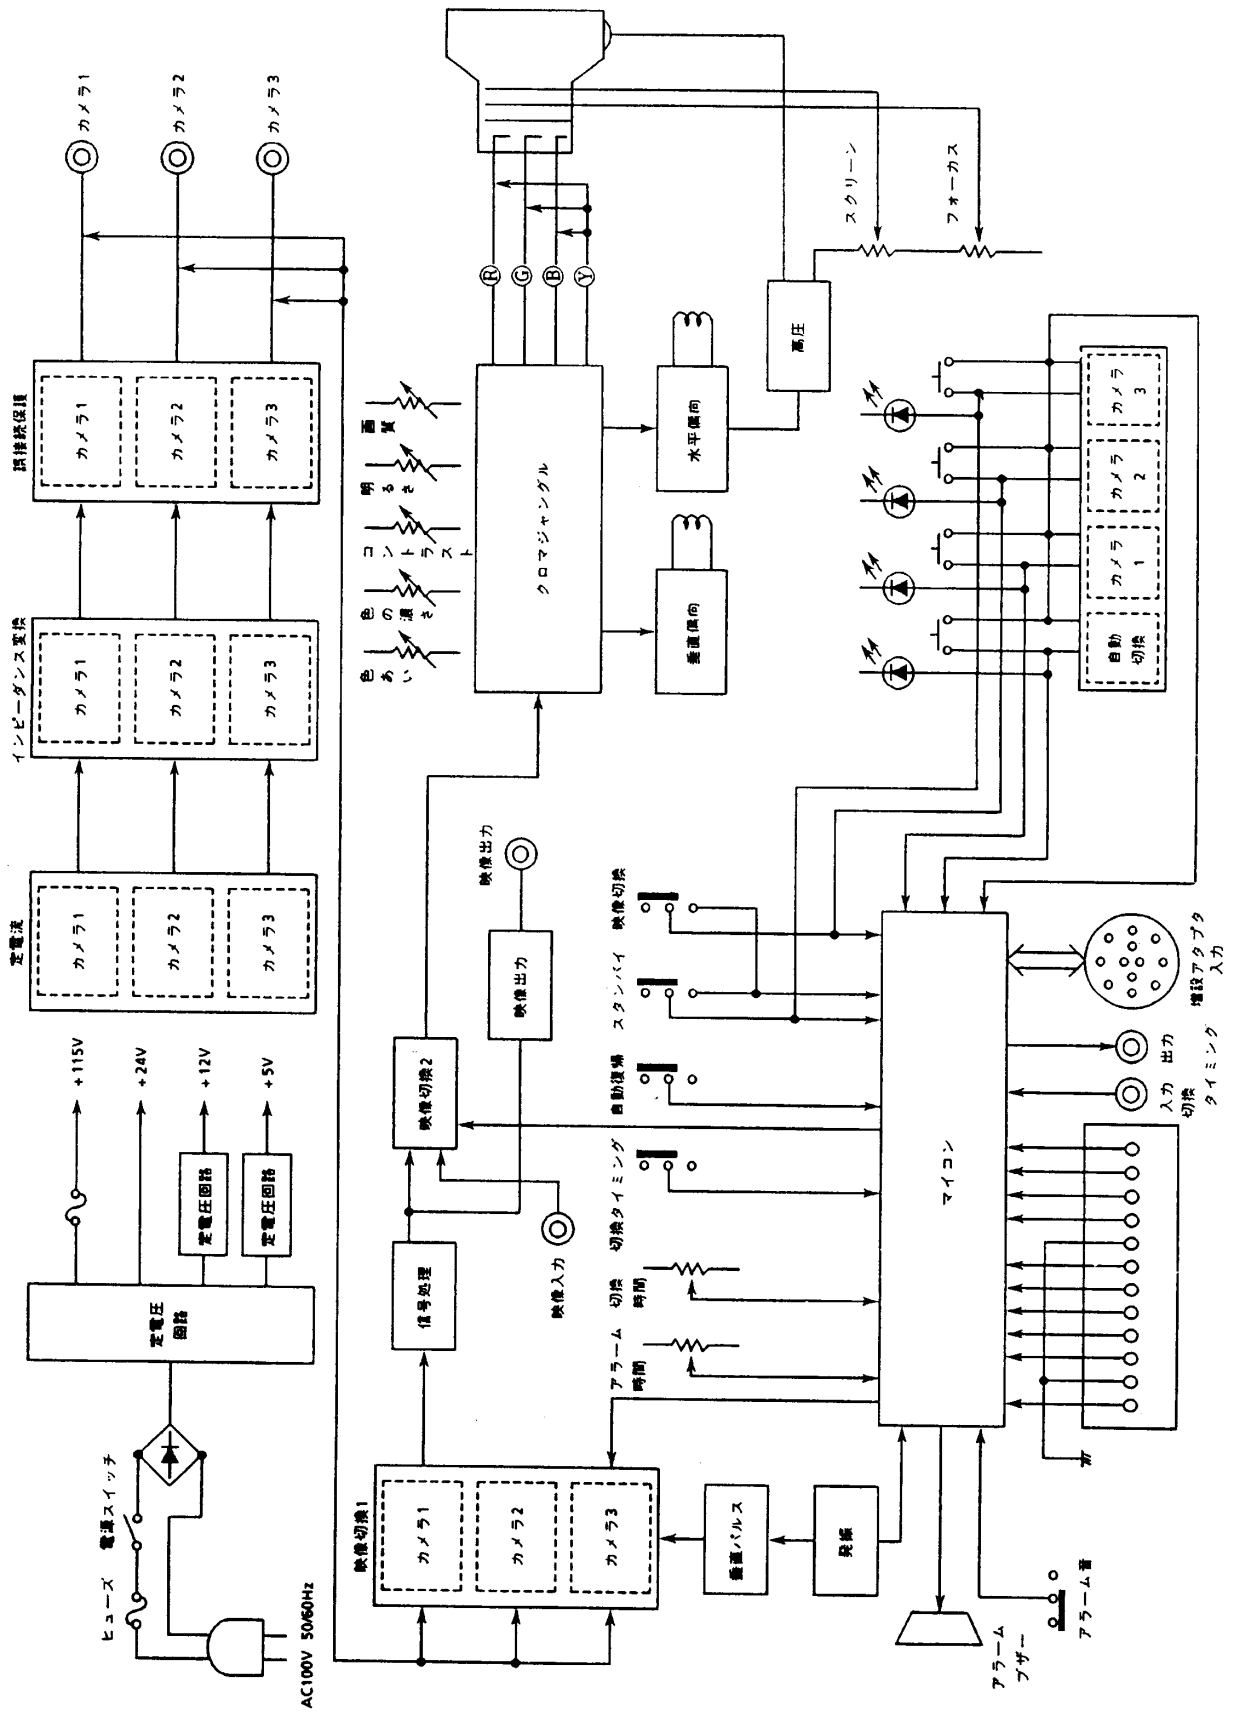 ヒューズ
電源スイッチ
AC100V 50/60Hz
定電圧
回路
+115V
+24V
定電圧回路
+12V
定電圧回路
+5V
定電流
カメラ1
カメラ2
カメラ3
インピーダンス変換
カメラ1
カメラ2
カメラ3
誤接続保護
カメラ1
カメラ2
カメラ3
カメラ1
カメラ2
カメラ3
映像切換1
カメラ1
カメラ2
カメラ3
信号処理
映像入力
映像切換2
映像出力
映像出力
色あい
色の濃さ
コントラスト
明るさ
画質
クロマジャングル
R
G
B
Y
垂直偏向
水平偏向
高圧
スクリーン
フォーカス
垂直パルス
発振
アラーム
時間
切換
時間
切換タイミング
自動復帰
スタンバイ
映像切換
マイコン
自動
切換
カメラ
1
カメラ
2
カメラ
3
アラーム
ブザー
アラーム音
入力
出力
切換
タイミング
増設アダプタ
入力